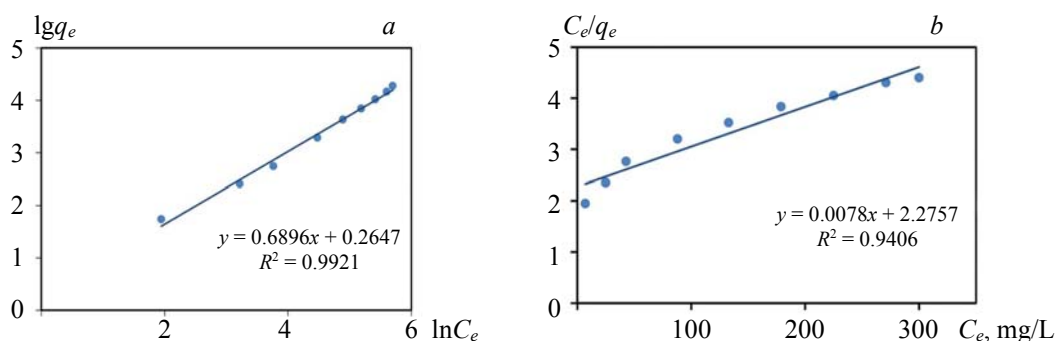 lgqₑ a
5
4
3
2
1
0
y = 0.6896x + 0.2647
R² = 0.9921
2 4 6 lnCₑ
Cₑ/qₑ b
5
4
3
2
1
0
y = 0.0078x + 2.2757
R² = 0.9406
100 200 300 Cₑ, mg/L